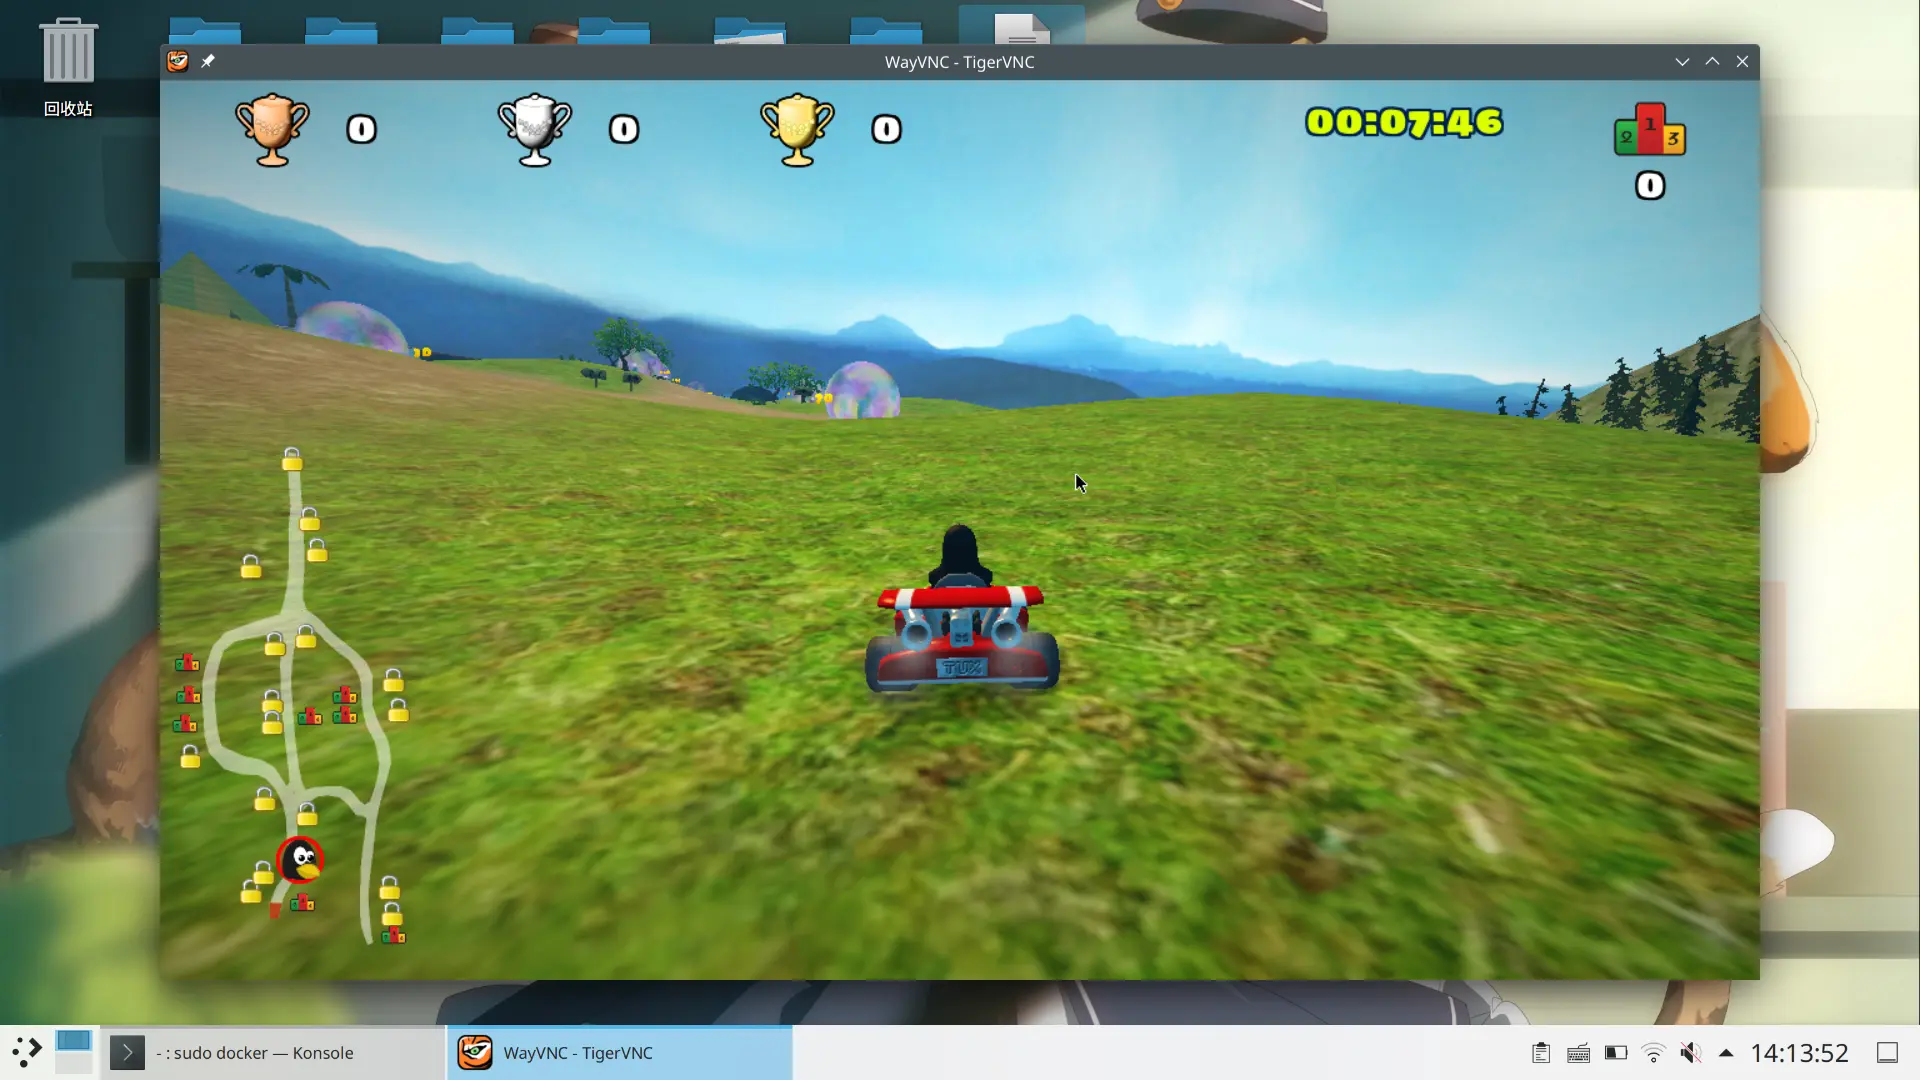 回收站
WayVNC - TigerVNC
0
0
0
00:07:46
1
2
3
0
TUX
- : sudo docker — Konsole
WayVNC - TigerVNC
14:13:52